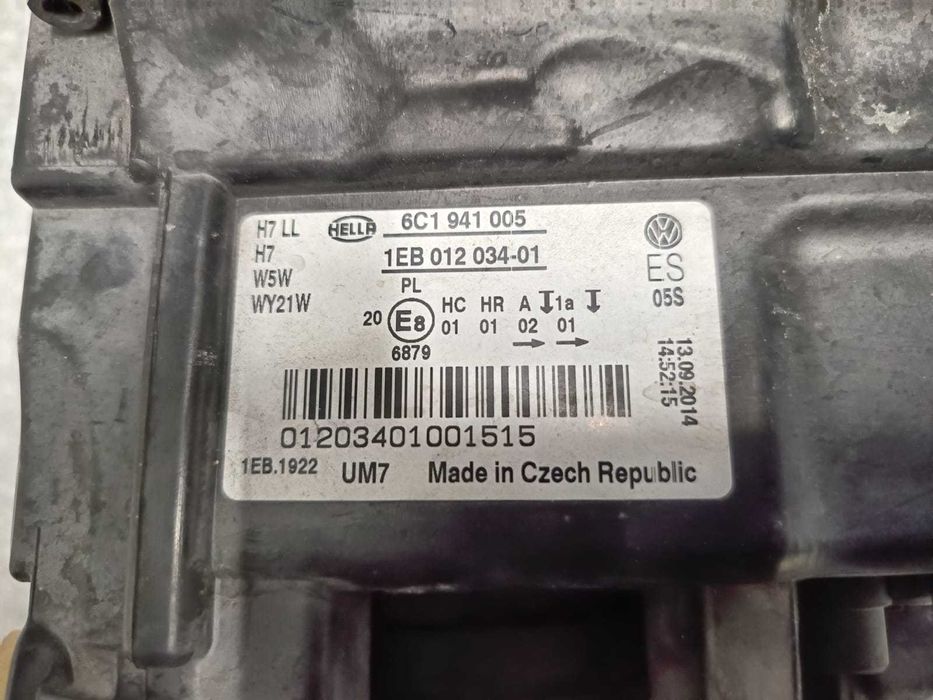 H7 LL
H7
W5W
WY21W
HELLA 6C1 941 005
1EB 012 034-01
PL
20 E8 HC HR A 1a
01 01 02 01
6879
ES
05S
13.09.2014
14:52:15
01203401001515
1EB.1922 UM7 Made in Czech Republic